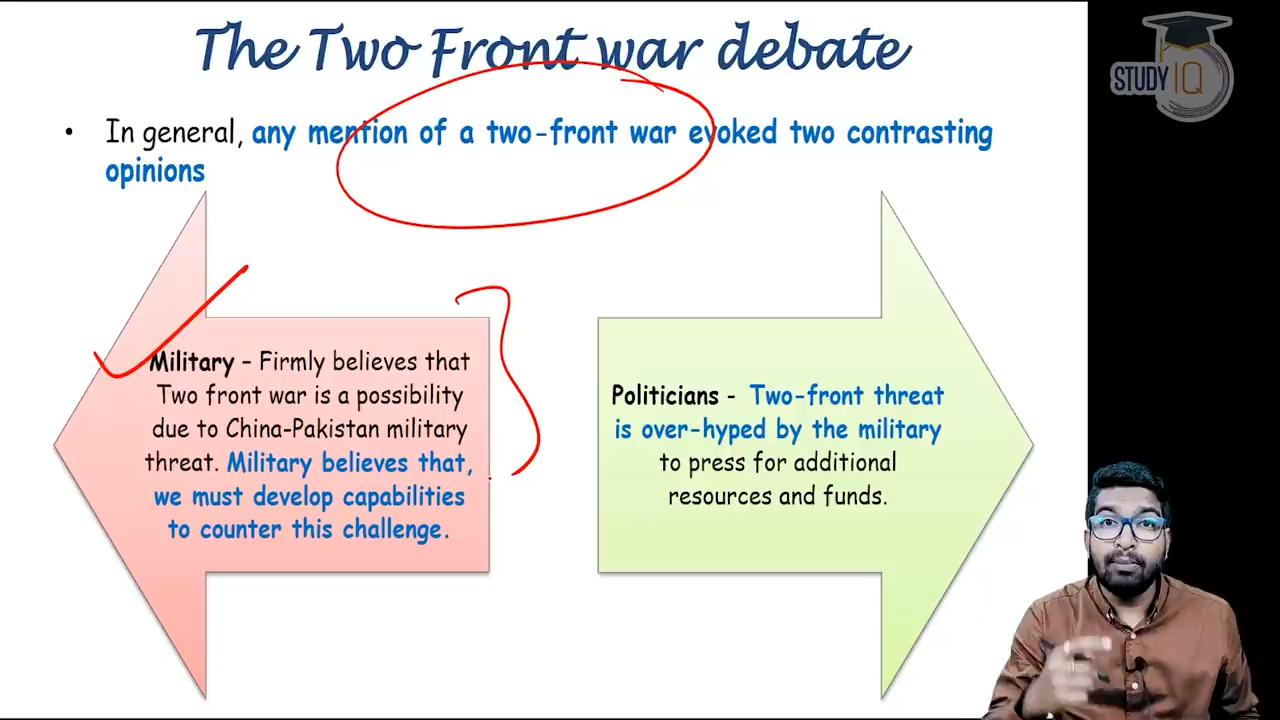 The Two Front war debate
STUDY IQ
• In general, any mention of a two-front war evoked two contrasting
opinions
Military – Firmly believes that
Two front war is a possibility
due to China-Pakistan military
threat. Military believes that,
we must develop capabilities
to counter this challenge.
Politicians - Two-front threat
is over-hyped by the military
to press for additional
resources and funds.